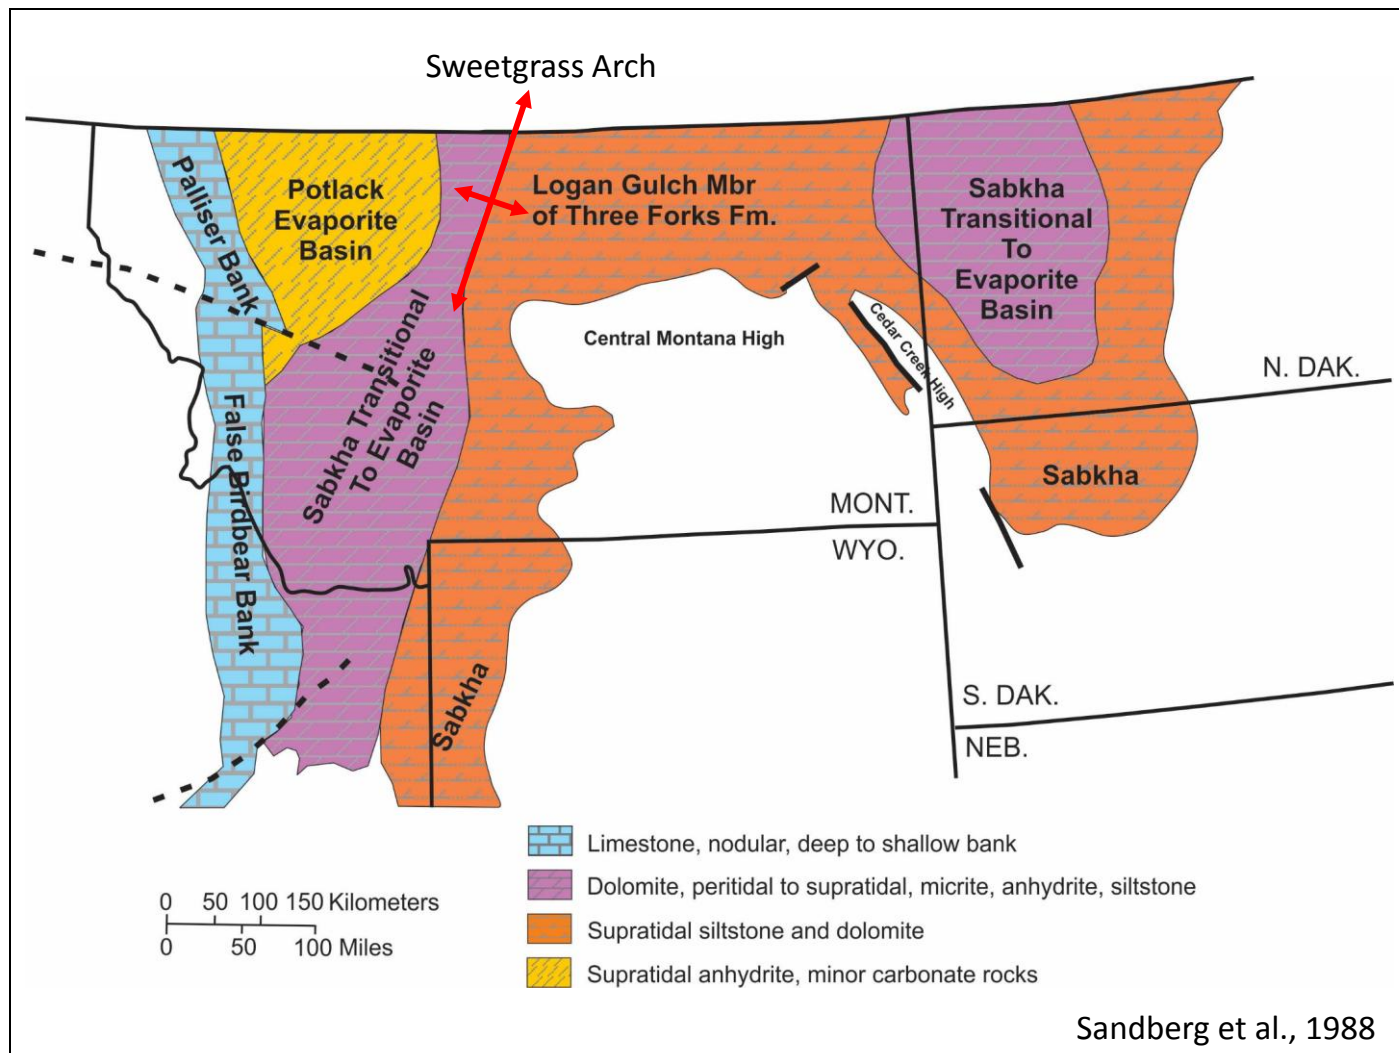 Sweetgrass Arch
Palliser Bank
Potlack
Evaporite
Basin
Logan Gulch Mbr
of Three Forks Fm.
Sabkha
Transitional
To
Evaporite
Basin
Central Montana High
Cedar Creek High
N. DAK.
Sabkha Transitional
To Evaporite
Basin
False Birdbear Bank
Sabkha
MONT.
WYO.
Sabkha
S. DAK.
NEB.
Limestone, nodular, deep to shallow bank
Dolomite, peritidal to supratidal, micrite, anhydrite, siltstone
Supratidal siltstone and dolomite
Supratidal anhydrite, minor carbonate rocks
0 50 100 150 Kilometers
0 50 100 Miles
Sandberg et al., 1988